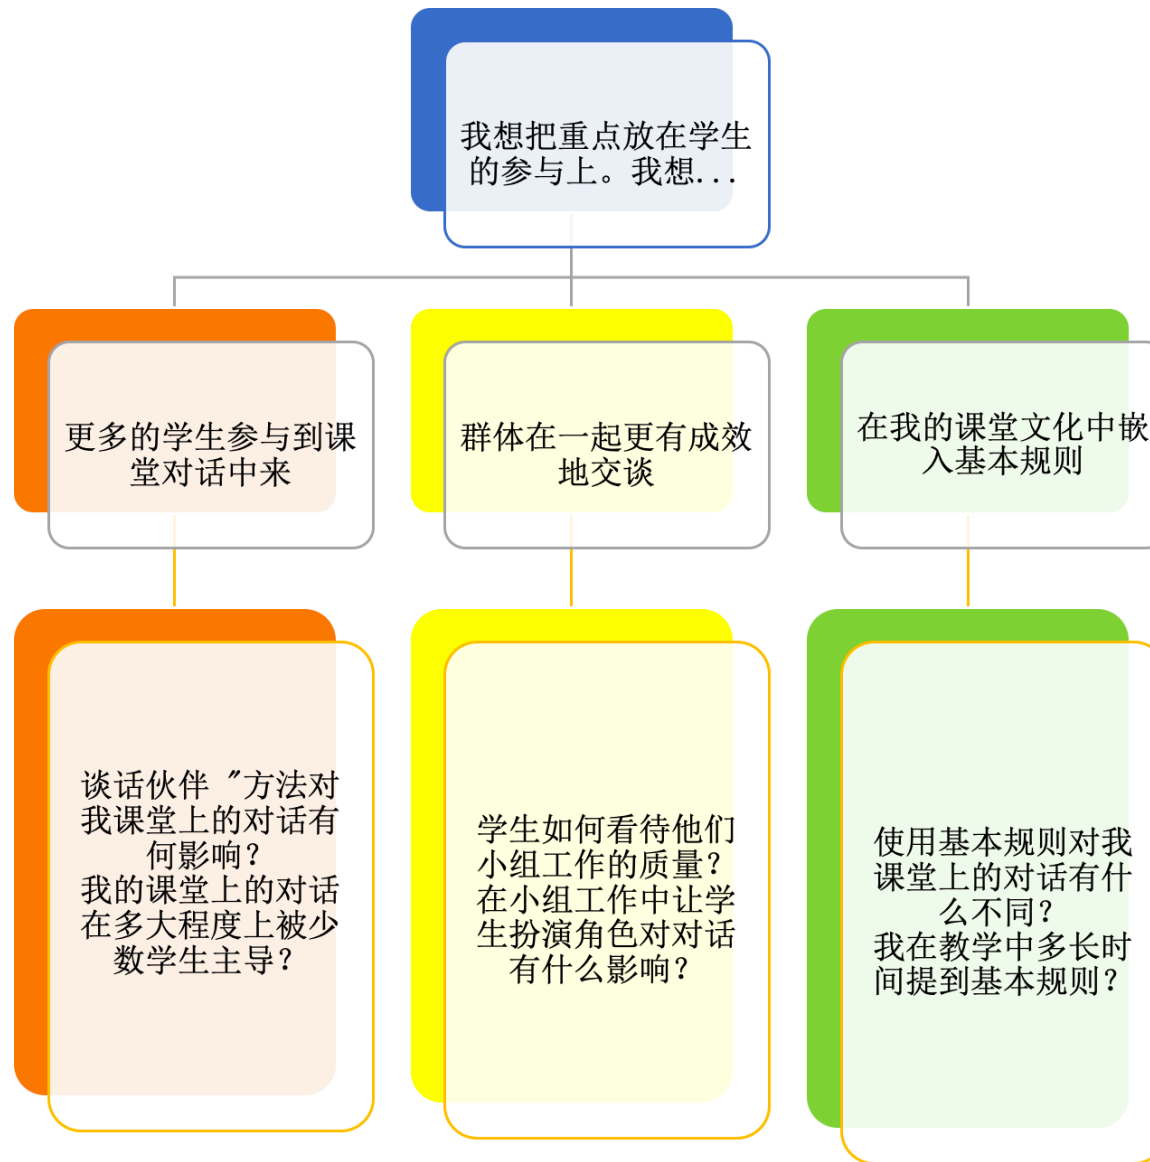 我想把重点放在学生
的参与上。我想...
更多的学生参与到课
堂对话中来
群体在一起更有成效
地交谈
在我的课堂文化中嵌
入基本规则
谈话伙伴 "方法对
我课堂上的对话有
何影响？
我的课堂上的对话
在多大程度上被少
数学生主导？
学生如何看待他们
小组工作的质量？
在小组工作中让学
生扮演角色对对话
有什么影响？
使用基本规则对我
课堂上的对话有什
么不同？
我在教学中多长时
间提到基本规则？